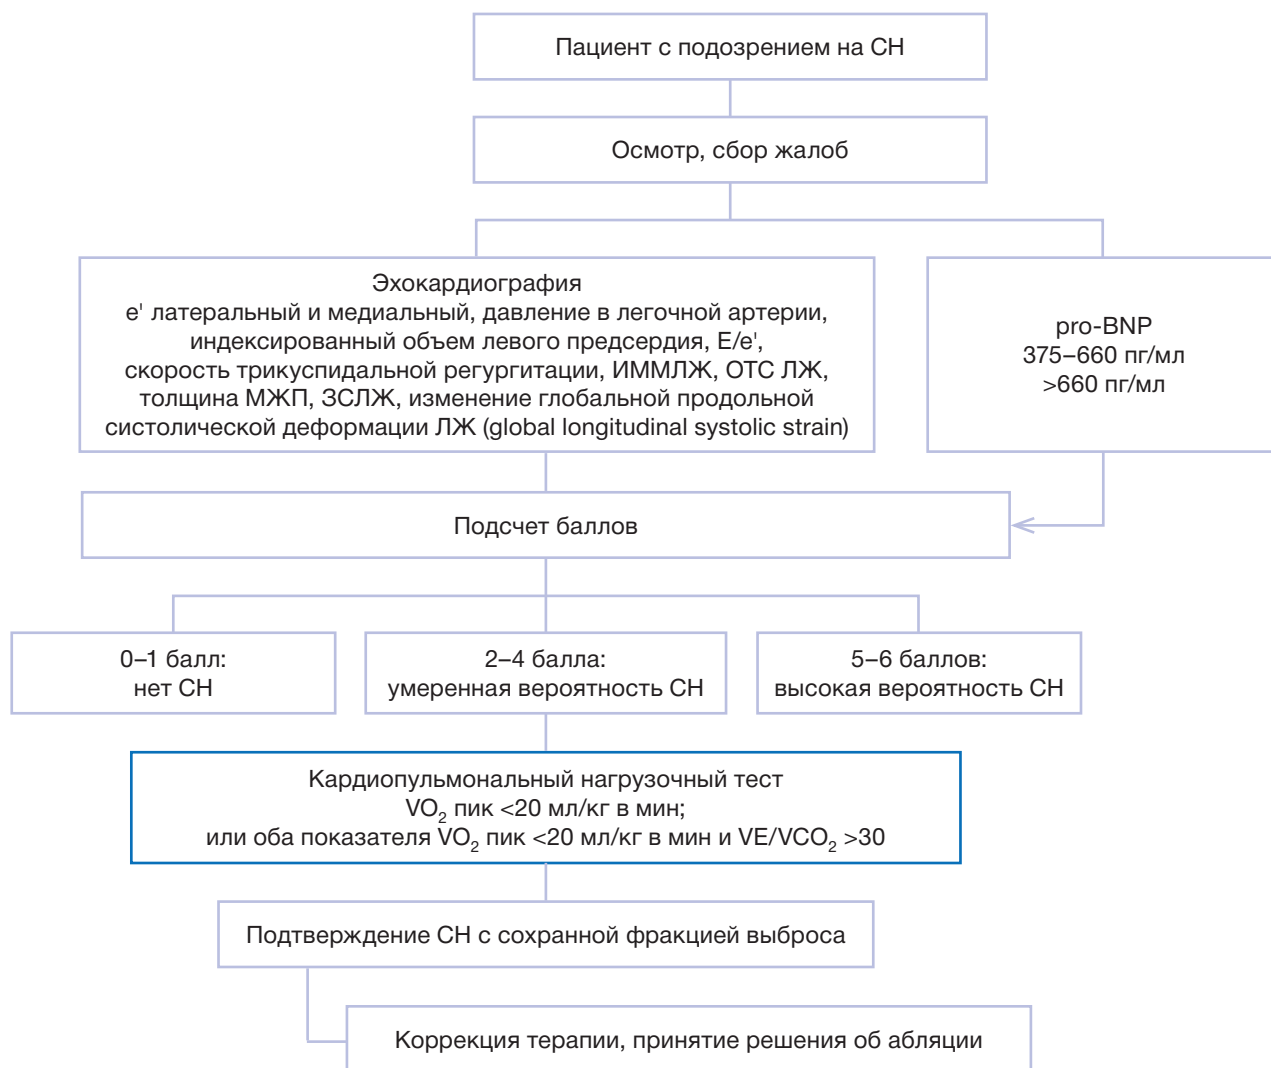 Пациент с подозрением на СН
Осмотр, сбор жалоб
Эхокардиография
e' латеральный и медиальный, давление в легочной артерии,
индексированный объем левого предсердия, E/e',
скорость трикуспидальной регургитации, ИММЛЖ, ОТС ЛЖ,
толщина МЖП, ЗСЛЖ, изменение глобальной продольной
систолической деформации ЛЖ (global longitudinal systolic strain)
pro-BNP
375–660 пг/мл
>660 пг/мл
Подсчет баллов
0–1 балл:
нет СН
2–4 балла:
умеренная вероятность СН
5–6 баллов:
высокая вероятность СН
Кардиопульмональный нагрузочный тест
VO₂ пик <20 мл/кг в мин;
или оба показателя VO₂ пик <20 мл/кг в мин и VE/VCO₂ >30
Подтверждение СН с сохранной фракцией выброса
Коррекция терапии, принятие решения об абляции